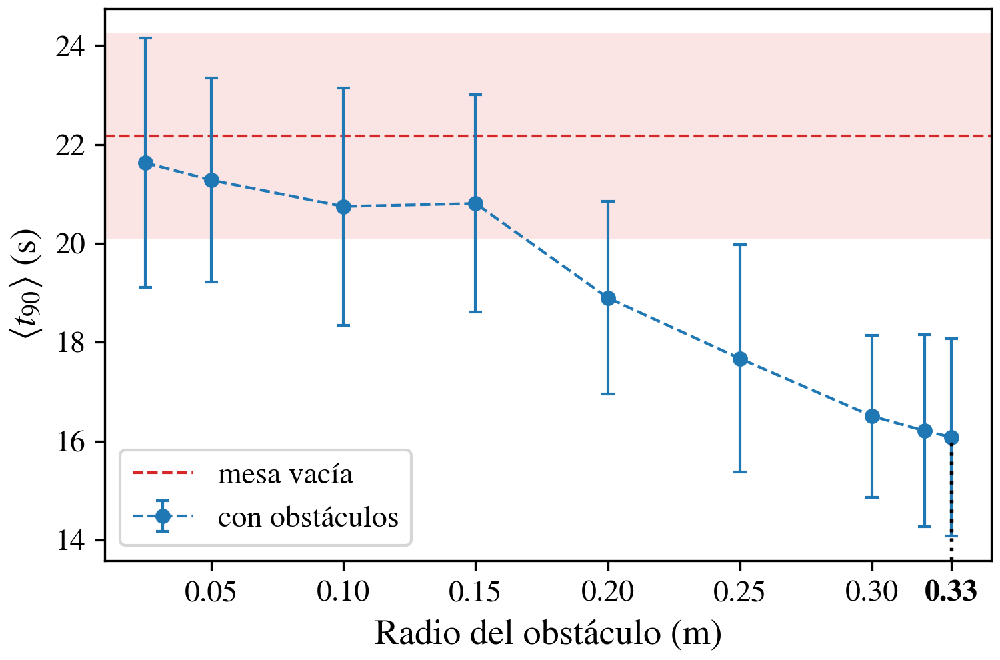 24
22
20
18
16
14
⟨t90⟩ (s)
mesa vacía
con obstáculos
0.05 0.10 0.15 0.20 0.25 0.30 0.33
Radio del obstáculo (m)